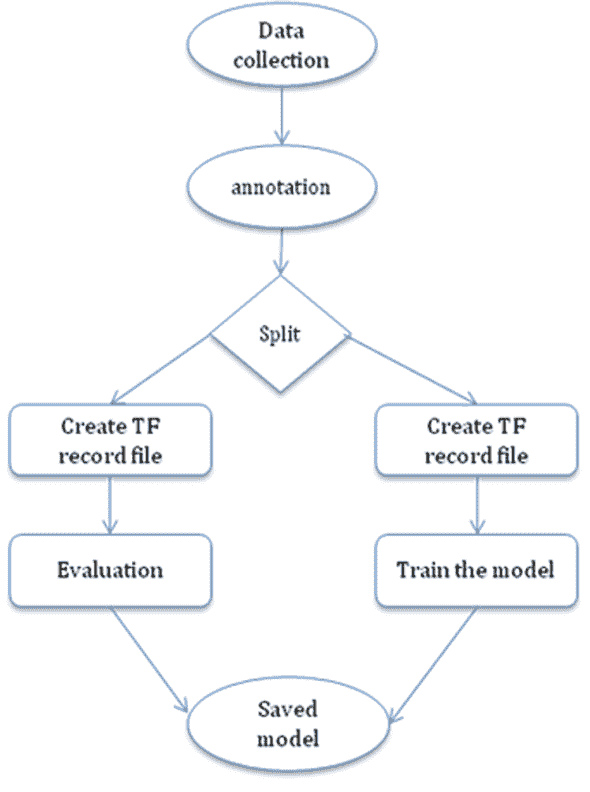 Data
collection
annotation
Split
Create TF
record file
Create TF
record file
Evaluation
Train the model
Saved
model